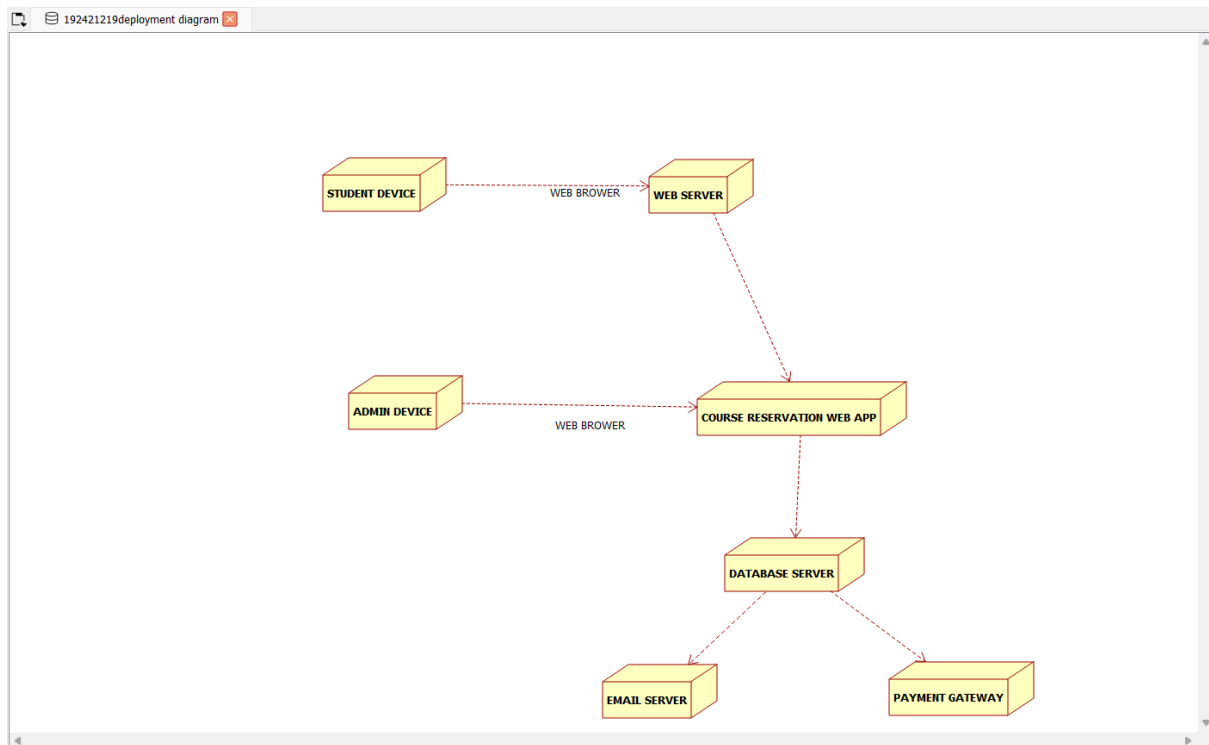 192421219deployment diagram
STUDENT DEVICE
WEB BROWER
WEB SERVER
ADMIN DEVICE
WEB BROWER
COURSE RESERVATION WEB APP
DATABASE SERVER
EMAIL SERVER
PAYMENT GATEWAY